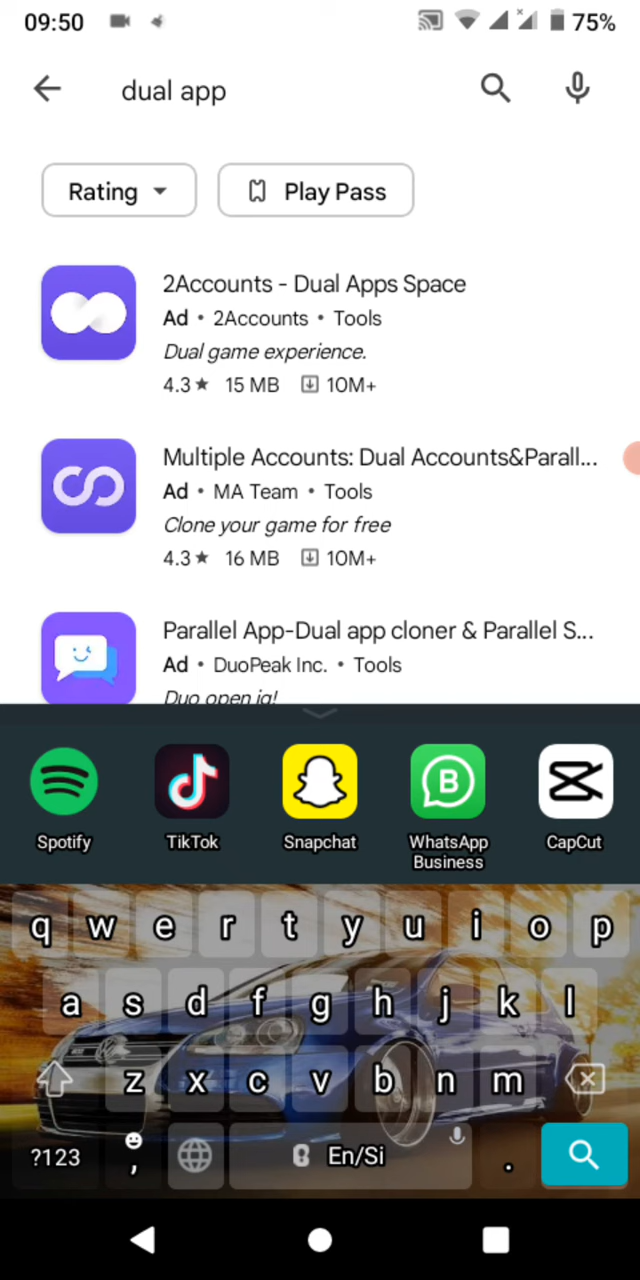 09:50 75%
dual app
Rating Play Pass
2Accounts - Dual Apps Space
Ad • 2Accounts • Tools
Dual game experience.
4.3★ 15 MB 10M+
Multiple Accounts: Dual Accounts&Parall...
Ad • MA Team • Tools
Clone your game for free
4.3★ 16 MB 10M+
Parallel App-Dual app cloner & Parallel S...
Ad • DuoPeak Inc. • Tools
Duo open ig!
Spotify TikTok Snapchat WhatsApp Business CapCut
q w e r t y u i o p
a s d f g h j k l
z x c v b n m
?123 , En/Si .